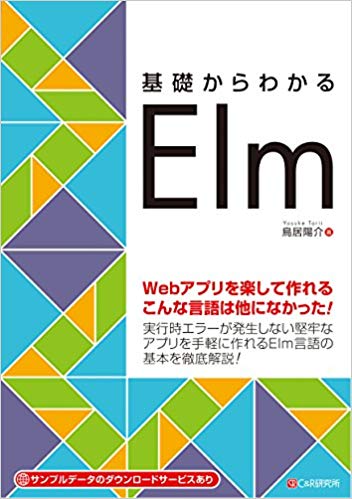 基礎からわかる
Elm
Yosuke Torii
鳥居陽介 著
Webアプリを楽して作れる
こんな言語は他になかった!
実行時エラーが発生しない堅牢な
アプリを手軽に作れるElm言語の
基本を徹底解説!
サンプルデータのダウンロードサービスあり
C&R研究所